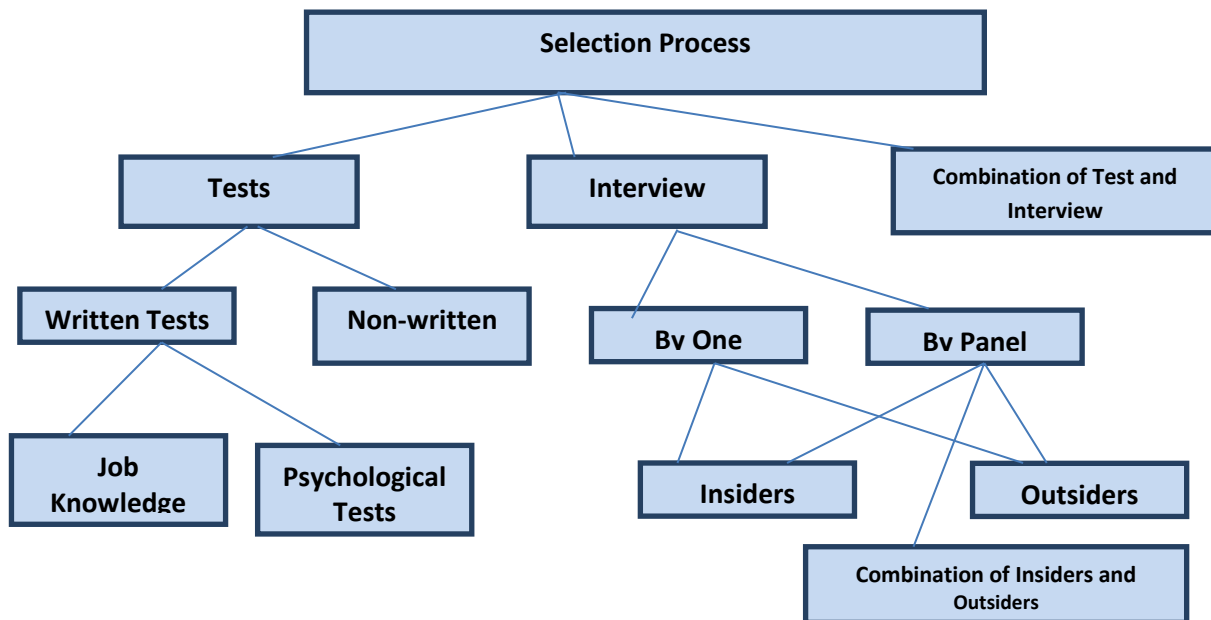 Selection Process
Tests
Interview
Combination of Test and
Interview
Written Tests
Non-written
By One
By Panel
Job
Knowledge
Psychological
Tests
Insiders
Outsiders
Combination of Insiders and
Outsiders